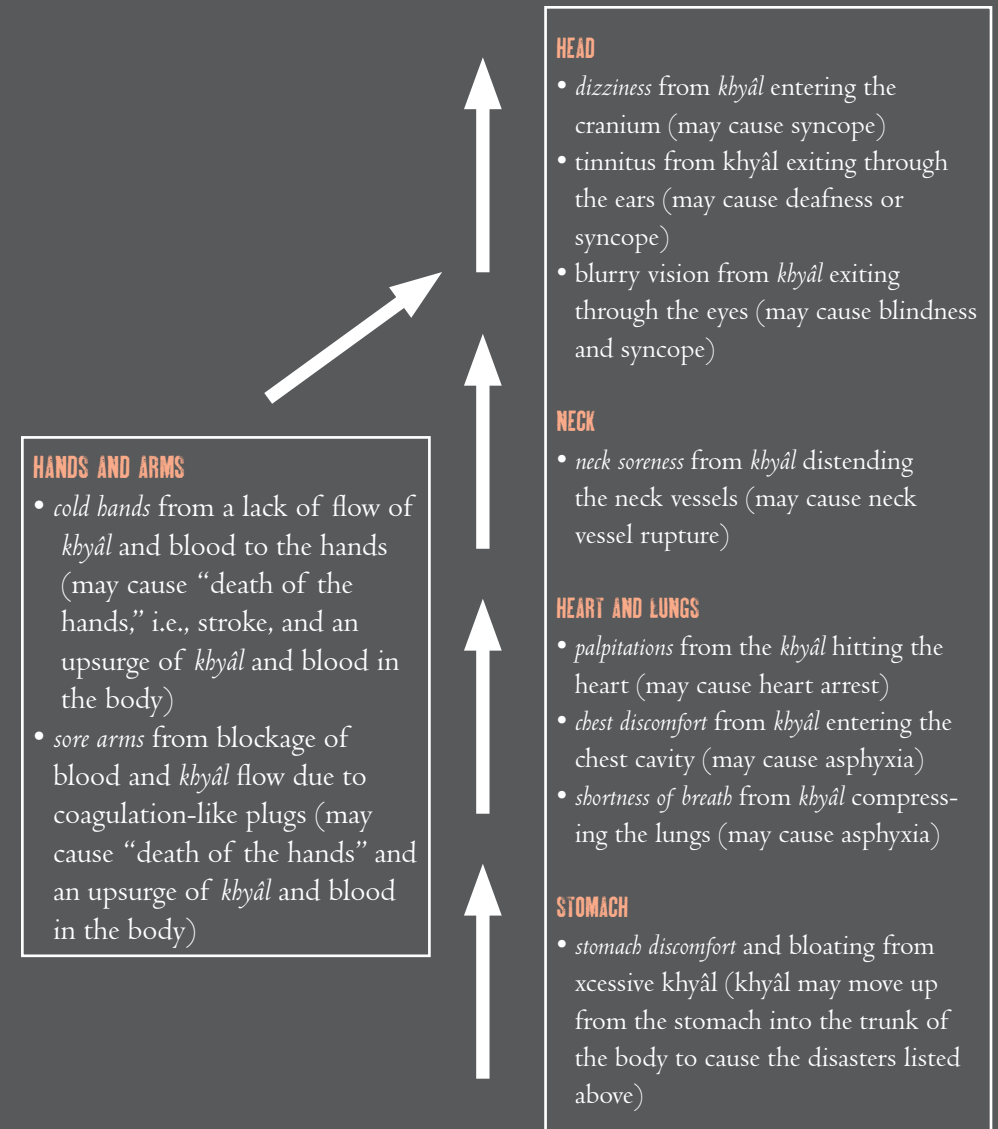 HEAD
• dizziness from khyâl entering the
cranium (may cause syncope)
• tinnitus from khyâl exiting through
the ears (may cause deafness or
syncope)
• blurry vision from khyâl exiting
through the eyes (may cause blindness
and syncope)
NECK
• neck soreness from khyâl distending
the neck vessels (may cause neck
vessel rupture)
HEART AND LUNGS
• palpitations from the khyâl hitting the
heart (may cause heart arrest)
• chest discomfort from khyâl entering the
chest cavity (may cause asphyxia)
• shortness of breath from khyâl compress-
ing the lungs (may cause asphyxia)
STOMACH
• stomach discomfort and bloating from
xcessive khyâl (khyâl may move up
from the stomach into the trunk of
the body to cause the disasters listed
above)
HANDS AND ARMS
• cold hands from a lack of flow of
khyâl and blood to the hands
(may cause “death of the
hands,” i.e., stroke, and an
upsurge of khyâl and blood in
the body)
• sore arms from blockage of
blood and khyâl flow due to
coagulation-like plugs (may
cause “death of the hands” and
an upsurge of khyâl and blood
in the body)